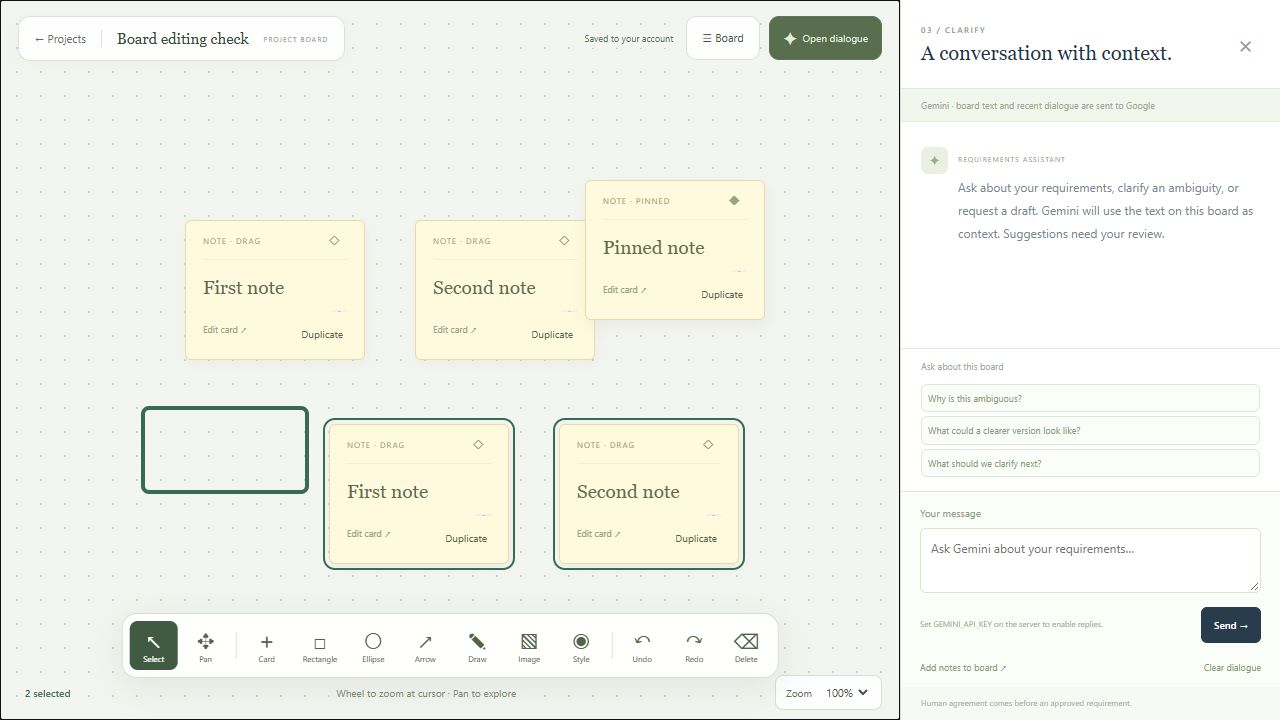 ← Projects
Board editing check
PROJECT BOARD
Saved to your account
☰ Board
✦ Open dialogue
NOTE · PINNED
Pinned note
Edit card ↗
Duplicate
NOTE · DRAG
First note
Edit card ↗
Duplicate
NOTE · DRAG
Second note
Edit card ↗
Duplicate
NOTE · DRAG
First note
Edit card ↗
Duplicate
NOTE · DRAG
Second note
Edit card ↗
Duplicate
Select
Pan
Card
Rectangle
Ellipse
Arrow
Draw
Image
Style
Undo
Redo
Delete
2 selected
Wheel to zoom at cursor · Pan to explore
Zoom 100%
03 / CLARIFY
A conversation with context.
Gemini · board text and recent dialogue are sent to Google
REQUIREMENTS ASSISTANT
Ask about your requirements, clarify an ambiguity, or
request a draft. Gemini will use the text on this board as
context. Suggestions need your review.
Ask about this board
Why is this ambiguous?
What could a clearer version look like?
What should we clarify next?
Your message
Ask Gemini about your requirements...
Set GEMINI_API_KEY on the server to enable replies.
Send →
Add notes to board ↗
Clear dialogue
Human agreement comes before an approved requirement.